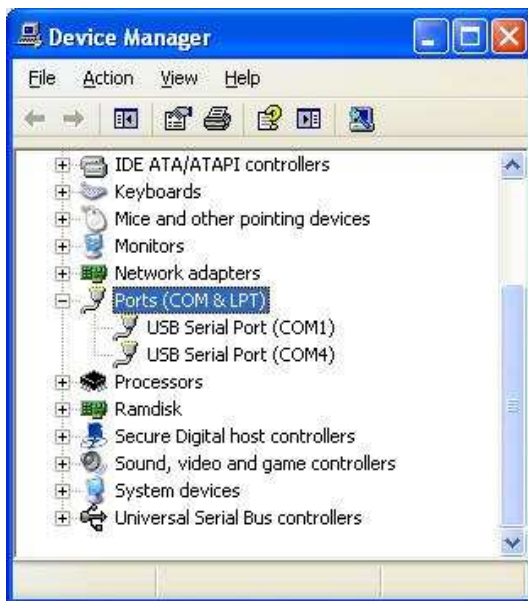 Device Manager
File Action View Help
IDE ATA/ATAPI controllers
Keyboards
Mice and other pointing devices
Monitors
Network adapters
Ports (COM & LPT)
USB Serial Port (COM1)
USB Serial Port (COM4)
Processors
Ramdisk
Secure Digital host controllers
Sound, video and game controllers
System devices
Universal Serial Bus controllers